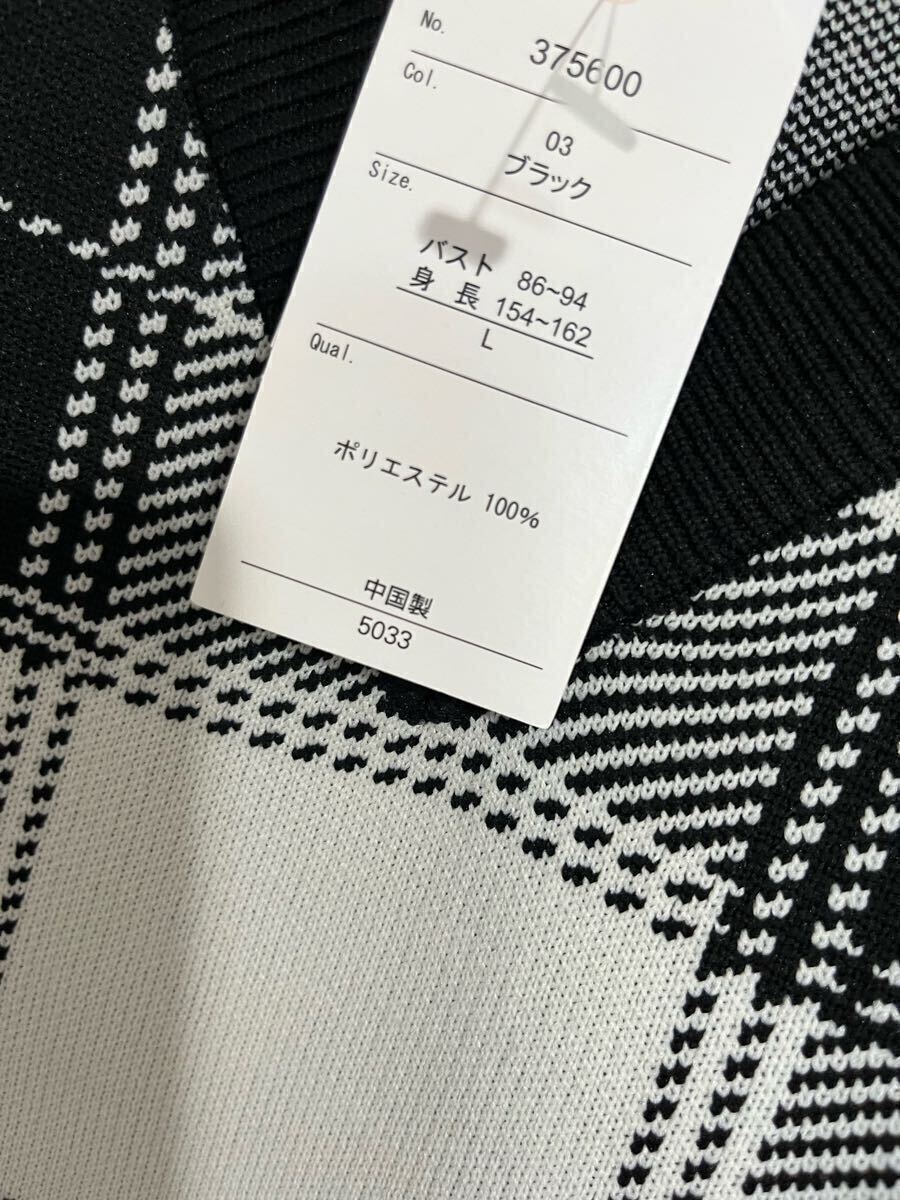 No.
375600
Col.
03
ブラック
Size.
バスト 86~94
身長 154~162
L
Qual.
ポリエステル 100%
中国製
5033